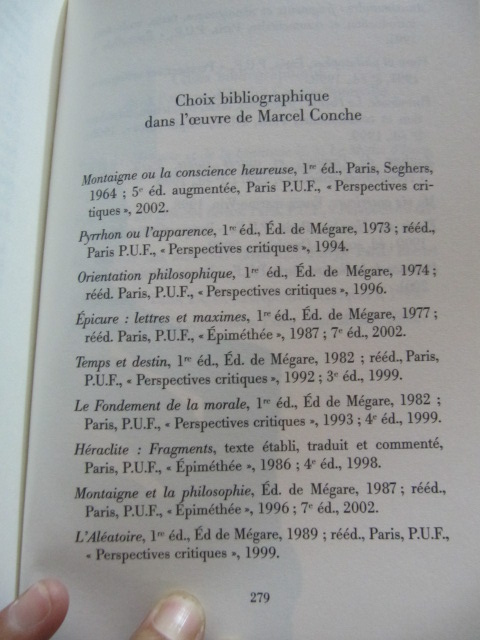 Choix bibliographique
dans l'œuvre de Marcel Conche
Montaigne ou la conscience heureuse, 1re éd., Paris, Seghers,
1964 ; 5e éd. augmentée, Paris P.U.F., « Perspectives cri-
tiques », 2002.
Pyrrhon ou l'apparence, 1re éd., Éd. de Mégare, 1973 ; rééd.,
Paris P.U.F., « Perspectives critiques », 1994.
Orientation philosophique, 1re éd., Éd. de Mégare, 1974 ;
rééd. Paris, P.U.F., « Perspectives critiques », 1996.
Épicure : lettres et maximes, 1re éd., Éd. de Mégare, 1977 ;
rééd. Paris, P.U.F., « Épiméthée », 1987 ; 7e éd., 2002.
Temps et destin, 1re éd., Éd. de Mégare, 1982 ; rééd., Paris,
P.U.F., « Perspectives critiques », 1992 ; 3e éd., 1999.
Le Fondement de la morale, 1re éd., Éd de Mégare, 1982 ;
Paris, P.U.F., « Perspectives critiques », 1993 ; 4e éd., 1999.
Héraclite : Fragments, texte établi, traduit et commenté,
Paris, P.U.F., « Épiméthée », 1986 ; 4e éd., 1998.
Montaigne et la philosophie, Éd. de Mégare, 1987 ; rééd.,
Paris, P.U.F., « Épiméthée », 1996 ; 7e éd., 2002.
L'Aléatoire, 1re éd., Éd de Mégare, 1989 ; rééd., Paris, P.U.F.,
« Perspectives critiques », 1999.
279